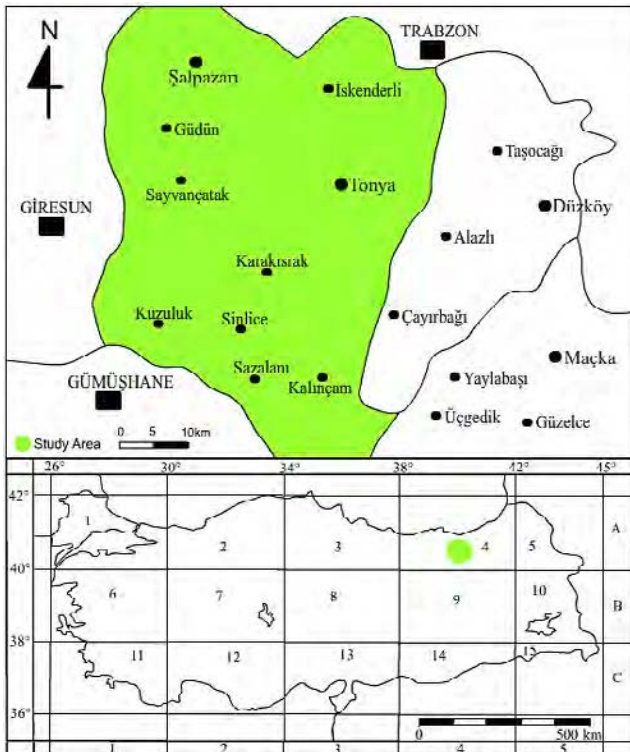 N
TRABZON
Şalpazarı
İskenderli
Güdün
Taşocağı
Sayvançatak
Tonya
Düzköy
GİRESUN
Alazlı
Karakısrak
Kuzuluk
Sinlice
Çayırbağı
Maçka
Sazalanı
Kalınçam
Yaylabaşı
GÜMÜŞHANE
Üçgedik
Güzelce
Study Area
0 5 10km
26° 30° 34° 38° 42° 45°
42°
1
A
2 3 4 5
40°
6 7 8 9 10
B
38°
11 12 13 14 15
C
36°
0 500 km
1 2 3 4 5